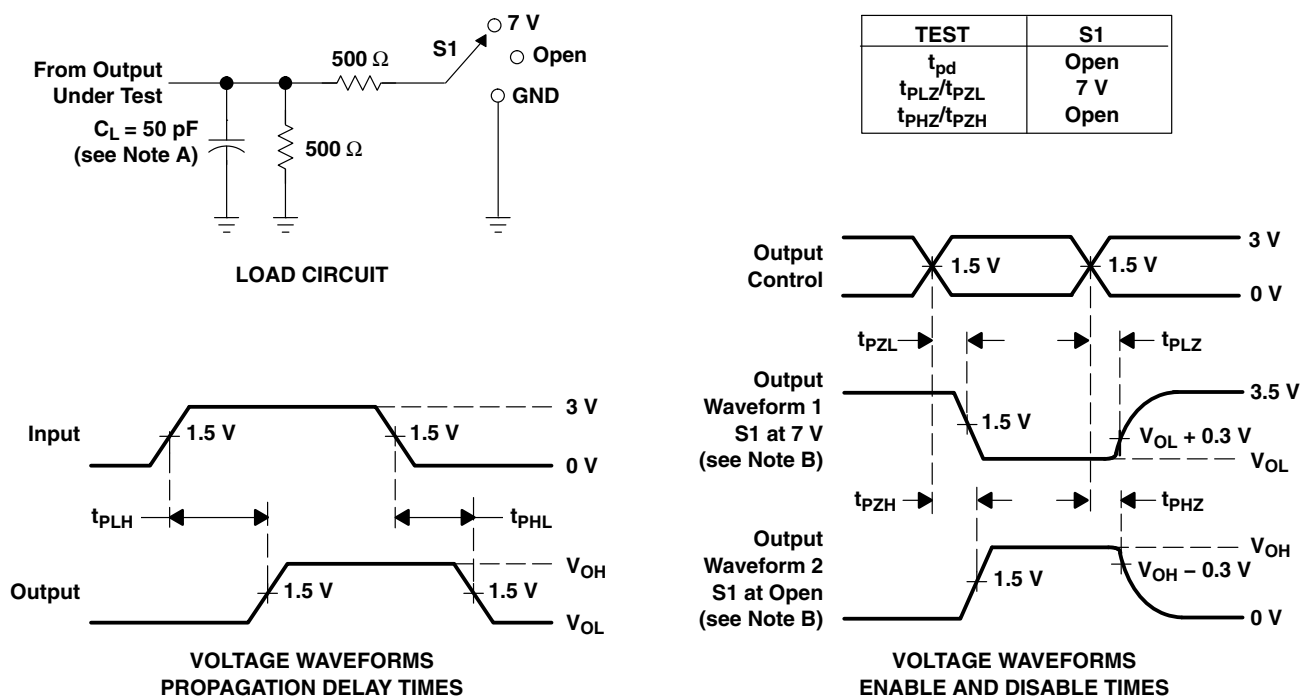 7 V
S1
Open
500 Ω
From Output
Under Test
GND
C_L = 50 pF
(see Note A)
500 Ω
LOAD CIRCUIT
TEST S1
t_pd Open
t_PLZ/t_PZL 7 V
t_PHZ/t_PZH Open
Input
1.5 V
1.5 V
3 V
0 V
t_PLH
t_PHL
Output
1.5 V
1.5 V
V_OH
V_OL
VOLTAGE WAVEFORMS
PROPAGATION DELAY TIMES
Output
Control
1.5 V
1.5 V
3 V
0 V
t_PZL
t_PLZ
Output
Waveform 1
S1 at 7 V
(see Note B)
1.5 V
3.5 V
V_OL + 0.3 V
V_OL
t_PZH
t_PHZ
Output
Waveform 2
S1 at Open
(see Note B)
1.5 V
V_OH
V_OH − 0.3 V
0 V
VOLTAGE WAVEFORMS
ENABLE AND DISABLE TIMES